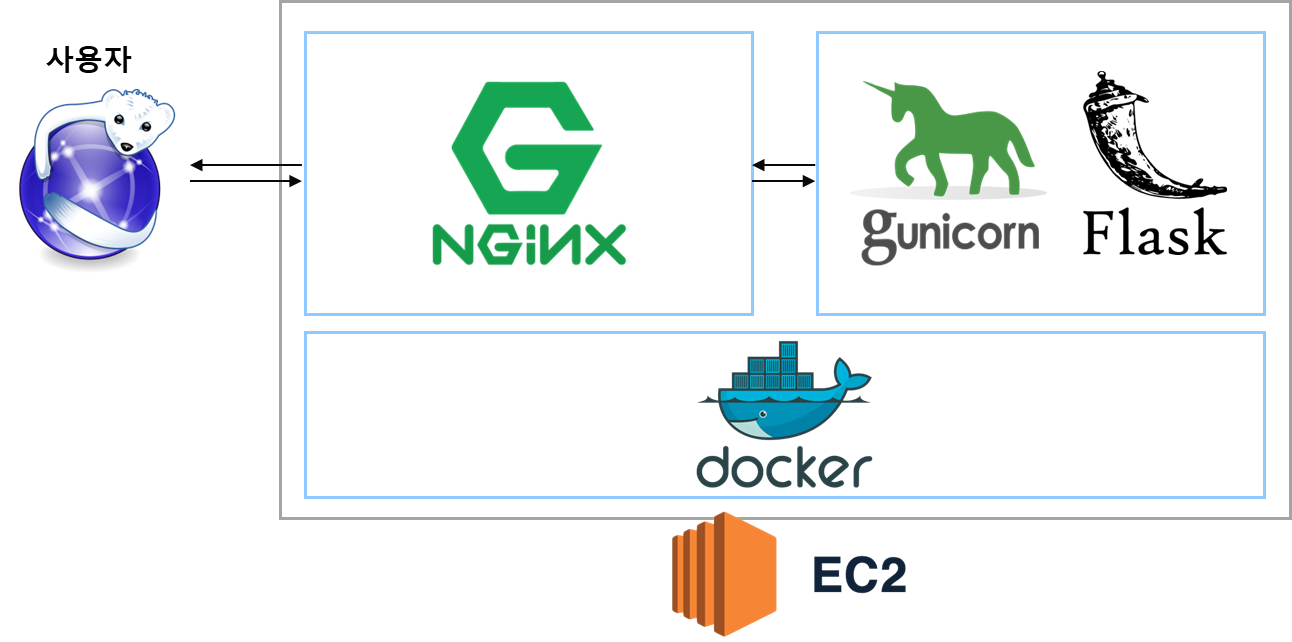 사용자
NGiNX
gunicorn
Flask
docker
EC2